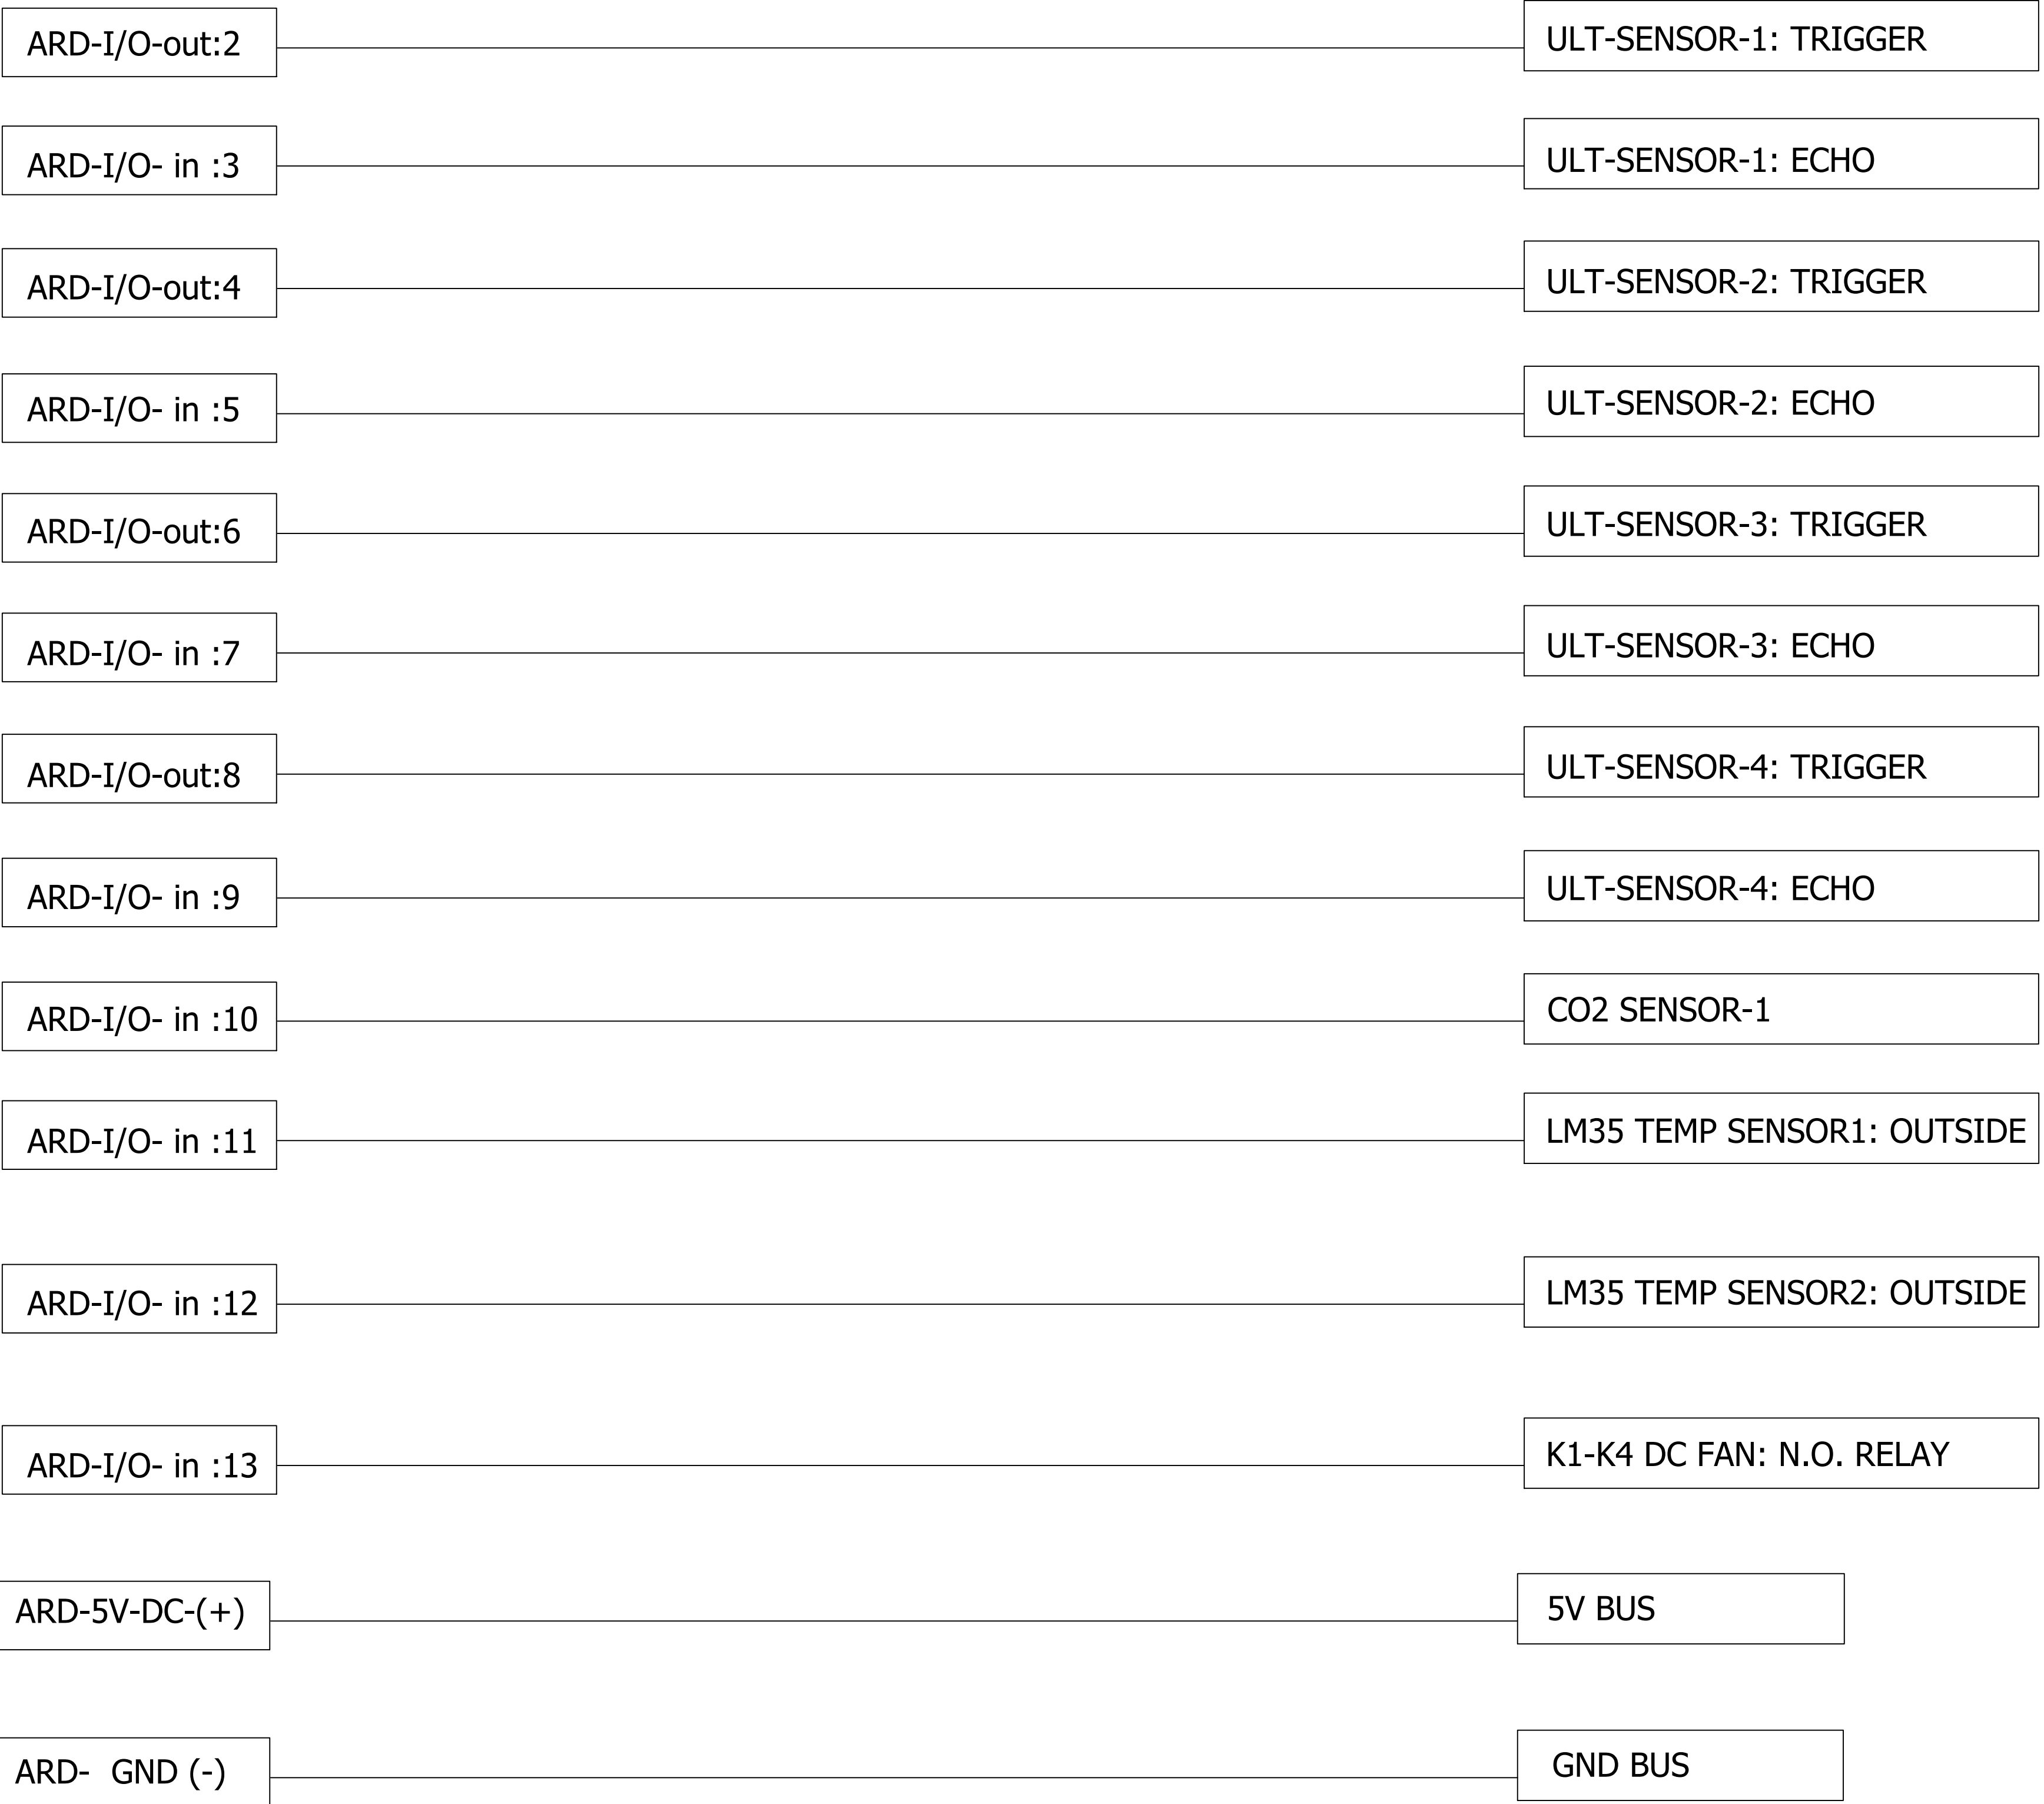 ARD-I/O-out:2 ULT-SENSOR-1: TRIGGER
ARD-I/O- in :3 ULT-SENSOR-1: ECHO
ARD-I/O-out:4 ULT-SENSOR-2: TRIGGER
ARD-I/O- in :5 ULT-SENSOR-2: ECHO
ARD-I/O-out:6 ULT-SENSOR-3: TRIGGER
ARD-I/O- in :7 ULT-SENSOR-3: ECHO
ARD-I/O-out:8 ULT-SENSOR-4: TRIGGER
ARD-I/O- in :9 ULT-SENSOR-4: ECHO
ARD-I/O- in :10 CO2 SENSOR-1
ARD-I/O- in :11 LM35 TEMP SENSOR1: OUTSIDE
ARD-I/O- in :12 LM35 TEMP SENSOR2: OUTSIDE
ARD-I/O- in :13 K1-K4 DC FAN: N.O. RELAY
ARD-5V-DC-(+) 5V BUS
ARD- GND (-) GND BUS